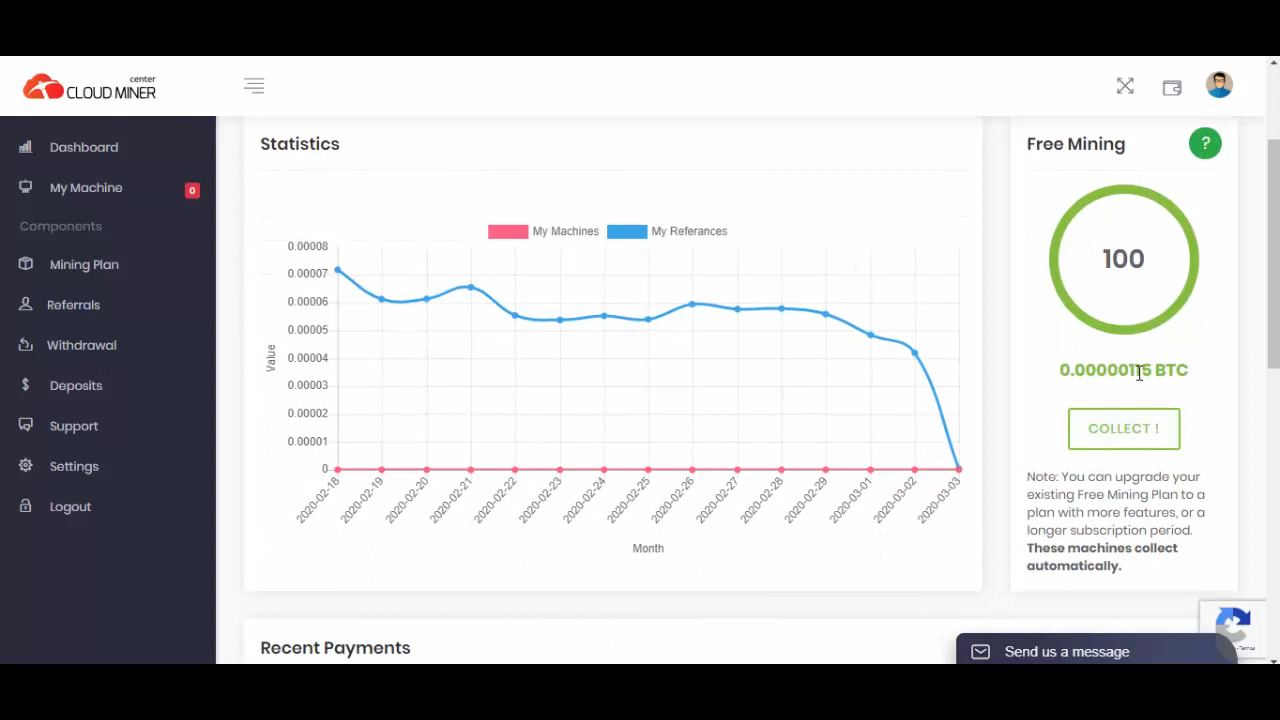 center
CLOUD MINER
Dashboard
My Machine
0
Components
Mining Plan
Referrals
Withdrawal
Deposits
Support
Settings
Logout
Statistics
My Machines
My Referances
0.00008
0.00007
0.00006
0.00005
0.00004
0.00003
0.00002
0.00001
0
Value
2020-02-18
2020-02-19
2020-02-20
2020-02-21
2020-02-22
2020-02-23
2020-02-24
2020-02-25
2020-02-26
2020-02-27
2020-02-28
2020-02-29
2020-03-01
2020-03-02
2020-03-03
Month
Free Mining
?
100
0.00000115 BTC
COLLECT !
Note: You can upgrade your
existing Free Mining Plan to a
plan with more features, or a
longer subscription period.
These machines collect
automatically.
Recent Payments
Send us a message